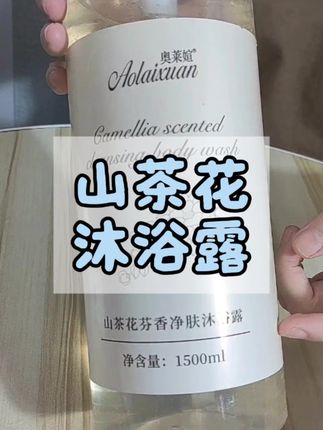 奥莱媗®
Aolaixuan
Camellia scented
cleansing body wash
山茶花
沐浴露
山茶花芬香净肤沐浴露
净含量：1500ml